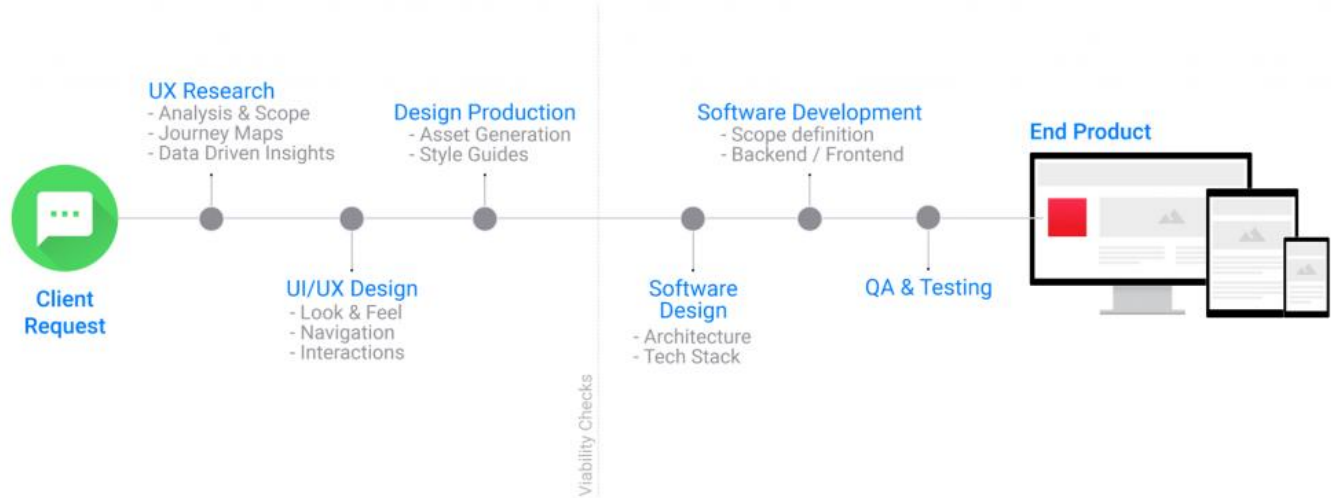 UX Research
- Analysis & Scope
- Journey Maps
- Data Driven Insights
Design Production
- Asset Generation
- Style Guides
Software Development
- Scope definition
- Backend / Frontend
End Product
Client
Request
UI/UX Design
- Look & Feel
- Navigation
- Interactions
Software
Design
- Architecture
- Tech Stack
QA & Testing
Viability Checks